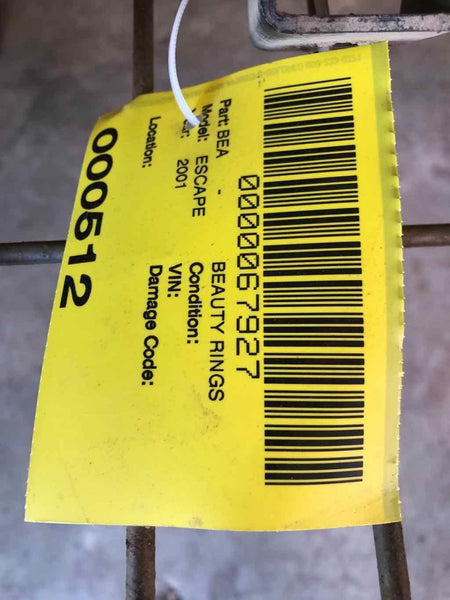 0000067927
Part: BEA - BEAUTY RINGS
Model: ESCAPE Condition:
2001 VIN:
Location: Damage Code:
000512